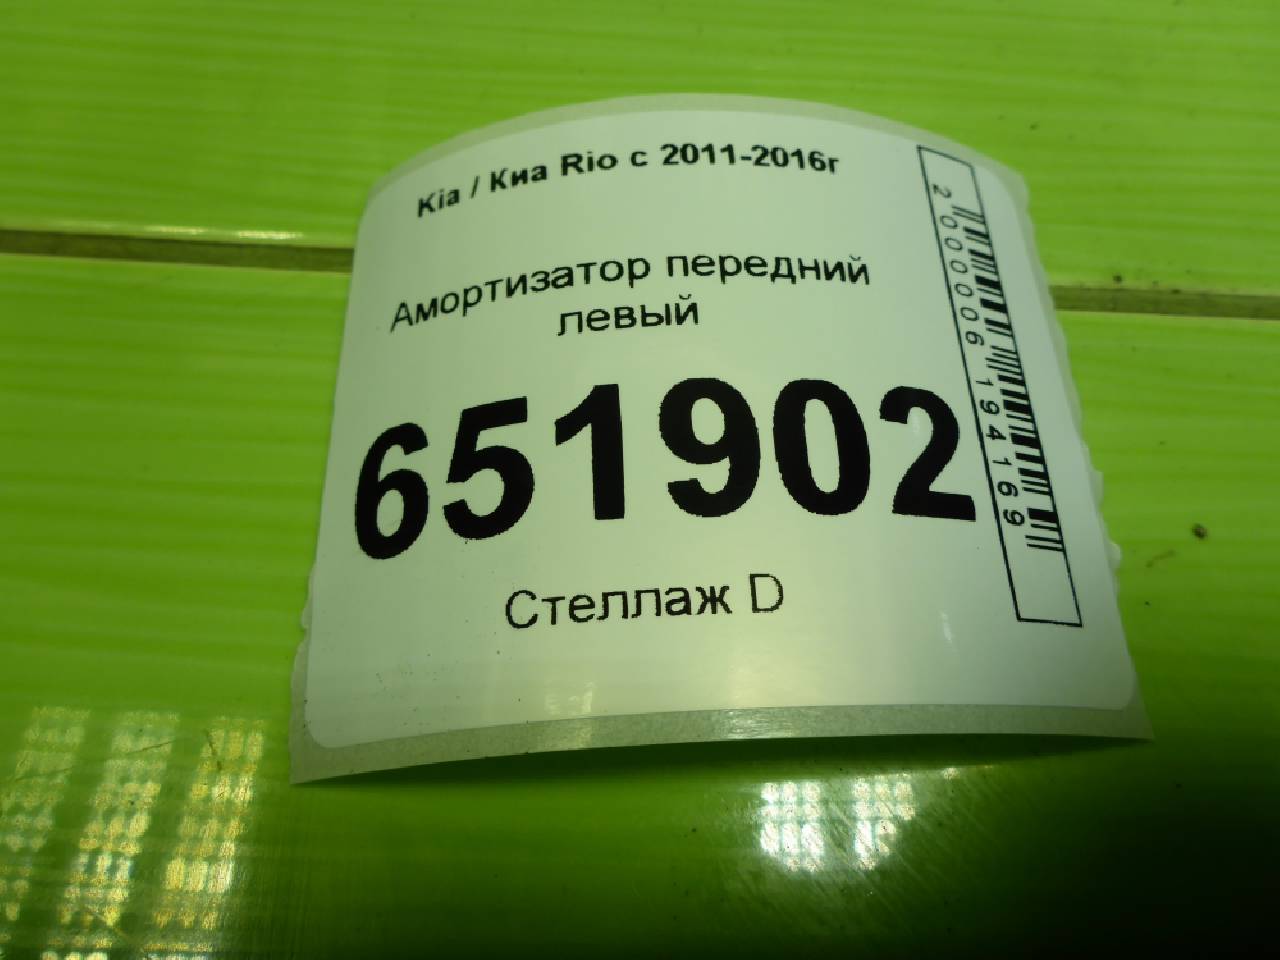 Kia / Киа Rio с 2011-2016г
Амортизатор передний
левый
651902
Стеллаж D
2000006194169